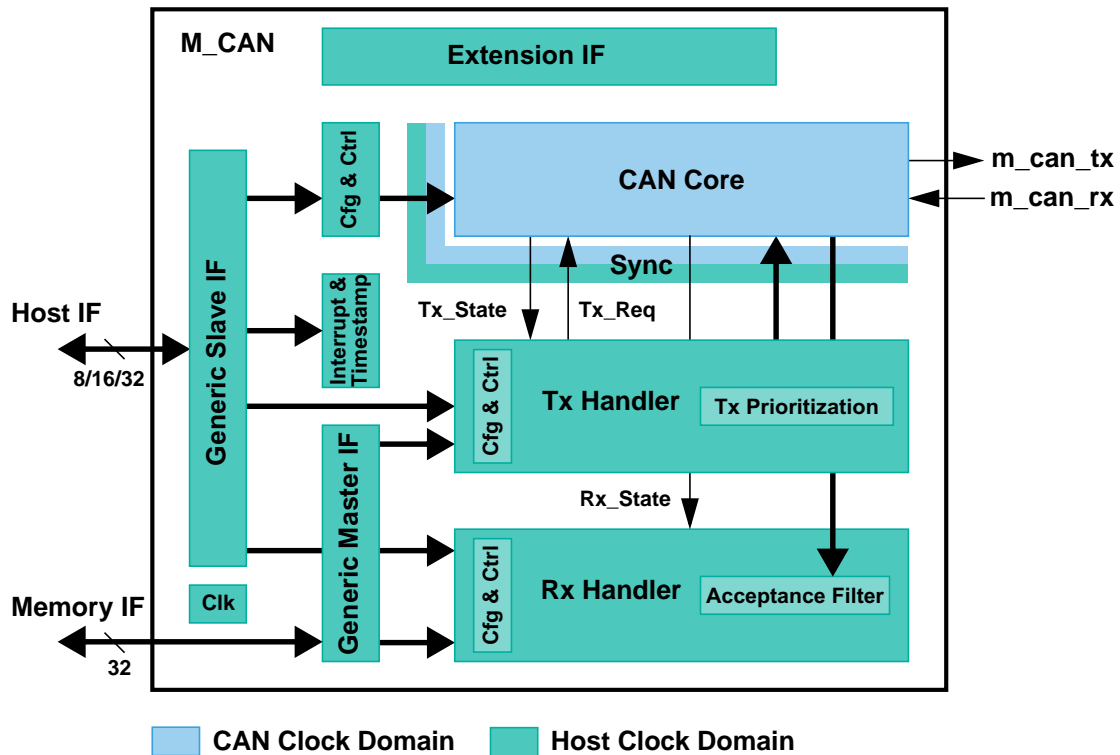 M_CAN
Extension IF
Cfg & Ctrl
CAN Core
m_can_tx
m_can_rx
Sync
Generic Slave IF
Host IF
8/16/32
Interrupt &
Timestamp
Tx_State
Tx_Req
Cfg & Ctrl
Tx Handler
Tx Prioritization
Generic Master IF
Rx_State
Cfg & Ctrl
Rx Handler
Acceptance Filter
Clk
Memory IF
32
CAN Clock Domain
Host Clock Domain